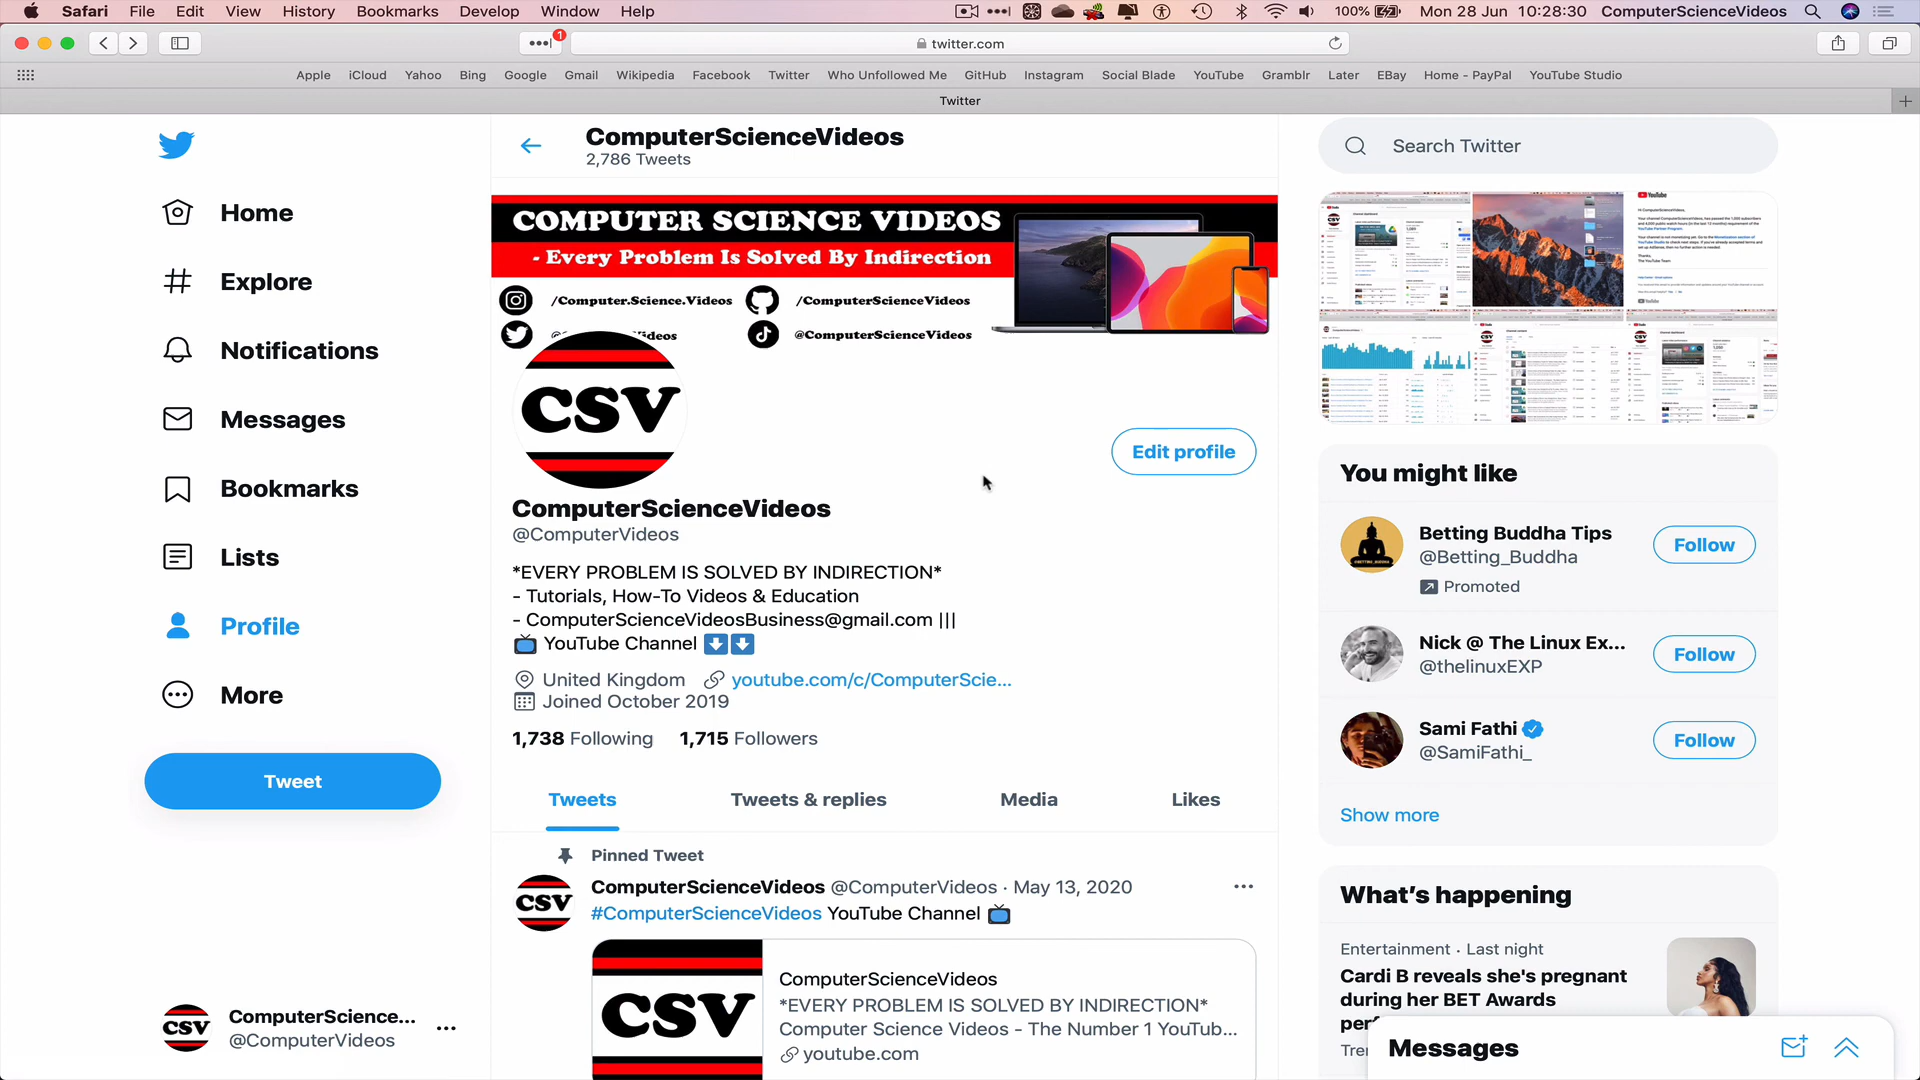 Safari File Edit View History Bookmarks Develop Window Help 100% Mon 28 Jun 10:28:30 ComputerScienceVideos
1 twitter.com
Apple iCloud Yahoo Bing Google Gmail Wikipedia Facebook Twitter Who Unfollowed Me GitHub Instagram Social Blade YouTube Gramblr Later EBay Home - PayPal YouTube Studio
Twitter
Home
Explore
Notifications
Messages
Bookmarks
Lists
Profile
More
Tweet
ComputerScience...
@ComputerVideos
ComputerScienceVideos
2,786 Tweets
COMPUTER SCIENCE VIDEOS
- Every Problem Is Solved By Indirection
/Computer.Science.Videos /ComputerScienceVideos
@ComputerScienceVideos
CSV
Edit profile
ComputerScienceVideos
@ComputerVideos
*EVERY PROBLEM IS SOLVED BY INDIRECTION*
- Tutorials, How-To Videos & Education
- ComputerScienceVideosBusiness@gmail.com |||
📺 YouTube Channel ⬇️⬇️
United Kingdom youtube.com/c/ComputerScie...
Joined October 2019
1,738 Following 1,715 Followers
Tweets Tweets & replies Media Likes
Pinned Tweet
ComputerScienceVideos @ComputerVideos · May 13, 2020
#ComputerScienceVideos YouTube Channel 📺
CSV
CSV
ComputerScienceVideos
*EVERY PROBLEM IS SOLVED BY INDIRECTION*
Computer Science Videos - The Number 1 YouTub...
youtube.com
Search Twitter
You might like
Betting Buddha Tips
@Betting_Buddha
Promoted
Follow
Nick @ The Linux Ex...
@thelinuxEXP
Follow
Sami Fathi
@SamiFathi_
Follow
Show more
What's happening
Entertainment · Last night
Cardi B reveals she's pregnant
during her BET Awards
Messages
CSV